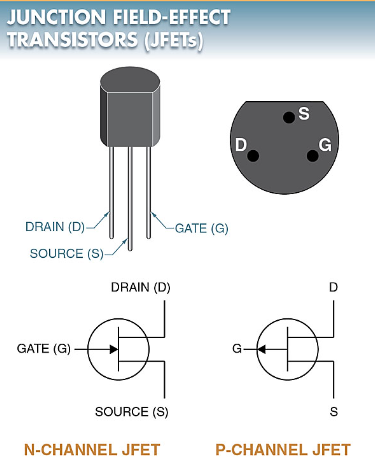 JUNCTION FIELD-EFFECT
TRANSISTORS (JFETs)
S
D
G
DRAIN (D)
GATE (G)
SOURCE (S)
DRAIN (D)
D
GATE (G)
G
SOURCE (S)
S
N-CHANNEL JFET
P-CHANNEL JFET